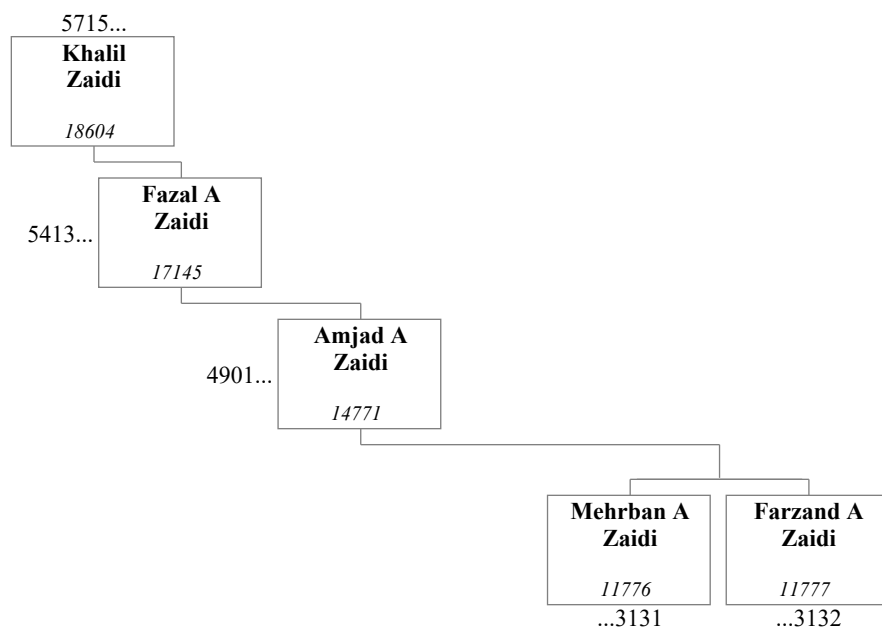 5715...
Khalil
Zaidi
18604
Fazal A
Zaidi
5413...
17145
Amjad A
Zaidi
4901...
14771
Mehrban A
Zaidi
11776
...3131
Farzand A
Zaidi
11777
...3132